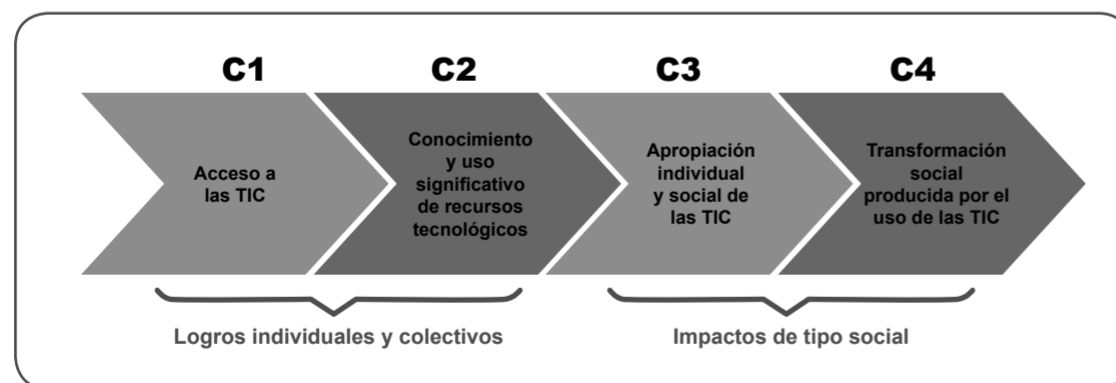 C1
C2
C3
C4
Acceso a
las TIC
Conocimiento
y uso
significativo
de recursos
tecnológicos
Apropiación
individual
y social de
las TIC
Transformación
social
producida por el
uso de las TIC
Logros individuales y colectivos
Impactos de tipo social